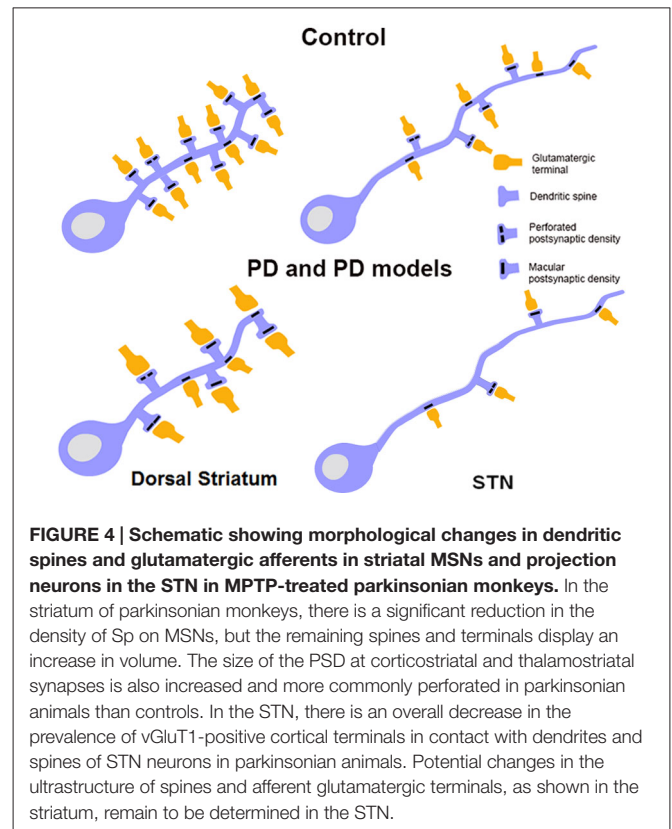 Control
Glutamatergic
terminal
Dendritic spine
Perforated
postsynaptic density
Macular
postsynaptic density
PD and PD models
Dorsal Striatum
STN
FIGURE 4 | Schematic showing morphological changes in dendritic
spines and glutamatergic afferents in striatal MSNs and projection
neurons in the STN in MPTP-treated parkinsonian monkeys. In the
striatum of parkinsonian monkeys, there is a significant reduction in the
density of Sp on MSNs, but the remaining spines and terminals display an
increase in volume. The size of the PSD at corticostriatal and thalamostriatal
synapses is also increased and more commonly perforated in parkinsonian
animals than controls. In the STN, there is an overall decrease in the
prevalence of vGluT1-positive cortical terminals in contact with dendrites and
spines of STN neurons in parkinsonian animals. Potential changes in the
ultrastructure of spines and afferent glutamatergic terminals, as shown in the
striatum, remain to be determined in the STN.